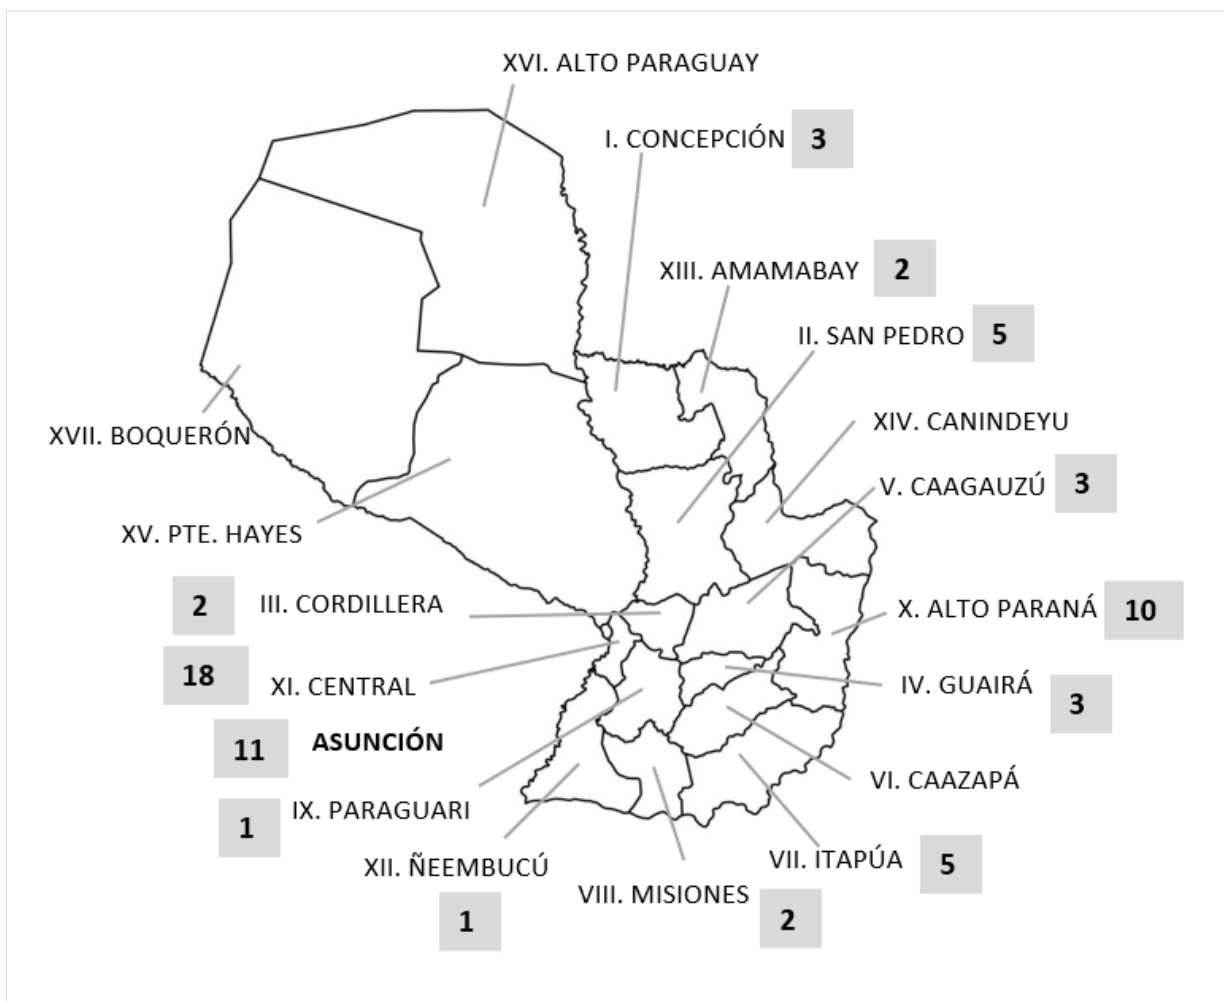 XVI. ALTO PARAGUAY
I. CONCEPCIÓN 3
XIII. AMAMABAY 2
II. SAN PEDRO 5
XIV. CANINDEYU
XVII. BOQUERÓN
V. CAAGAUZÚ 3
XV. PTE. HAYES
2 III. CORDILLERA
X. ALTO PARANÁ 10
18 XI. CENTRAL
IV. GUAIRÁ 3
11 ASUNCIÓN
VI. CAAZAPÁ
1 IX. PARAGUARI
VII. ITAPÚA 5
XII. ÑEEMBUCÚ
1
VIII. MISIONES 2